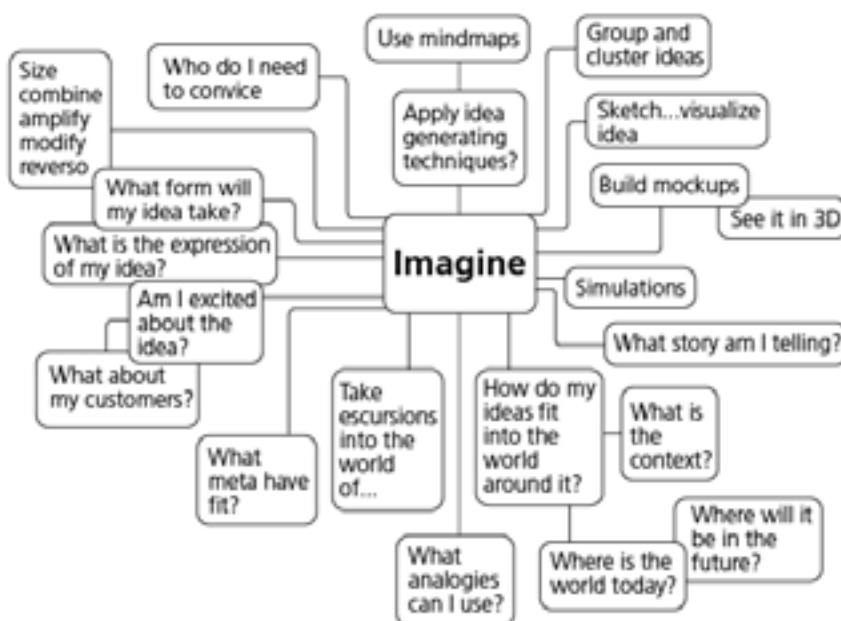 Use mindmaps
Group and
cluster ideas
Who do I need
to convice
Size
combine
amplify
modify
reverso
Apply idea
generating
techniques?
Sketch...visualize
idea
Build mockups
See it in 3D
What form will
my idea take?
What is the expression
of my idea?
Imagine
Simulations
Am I excited
about the
idea?
What story am I telling?
What about
my customers?
Take
escursions
into the
world
of...
How do my
ideas fit
into the
world
around it?
What is
the
context?
What
meta have
fit?
Where will it
be in the
future?
What
analogies
can I use?
Where is the
world today?